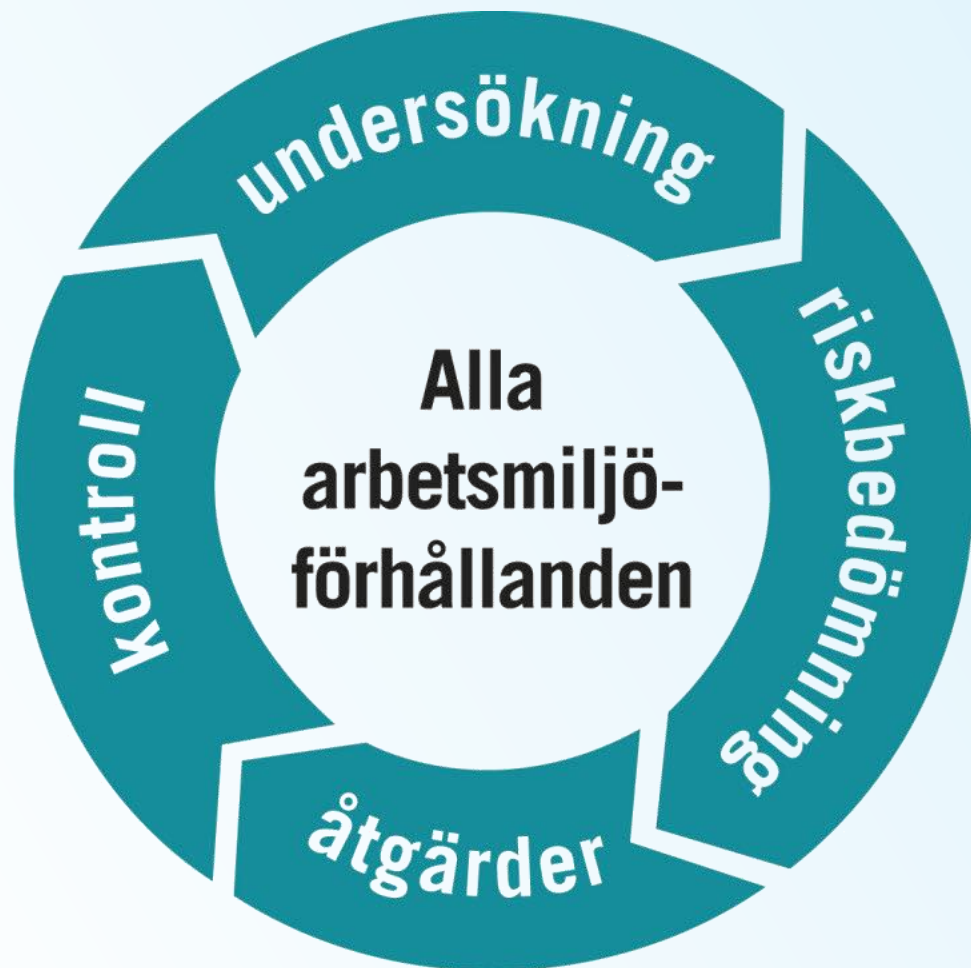 undersökning
riskbedömning
åtgärder
kontroll
Alla
arbetsmiljö-
förhållanden